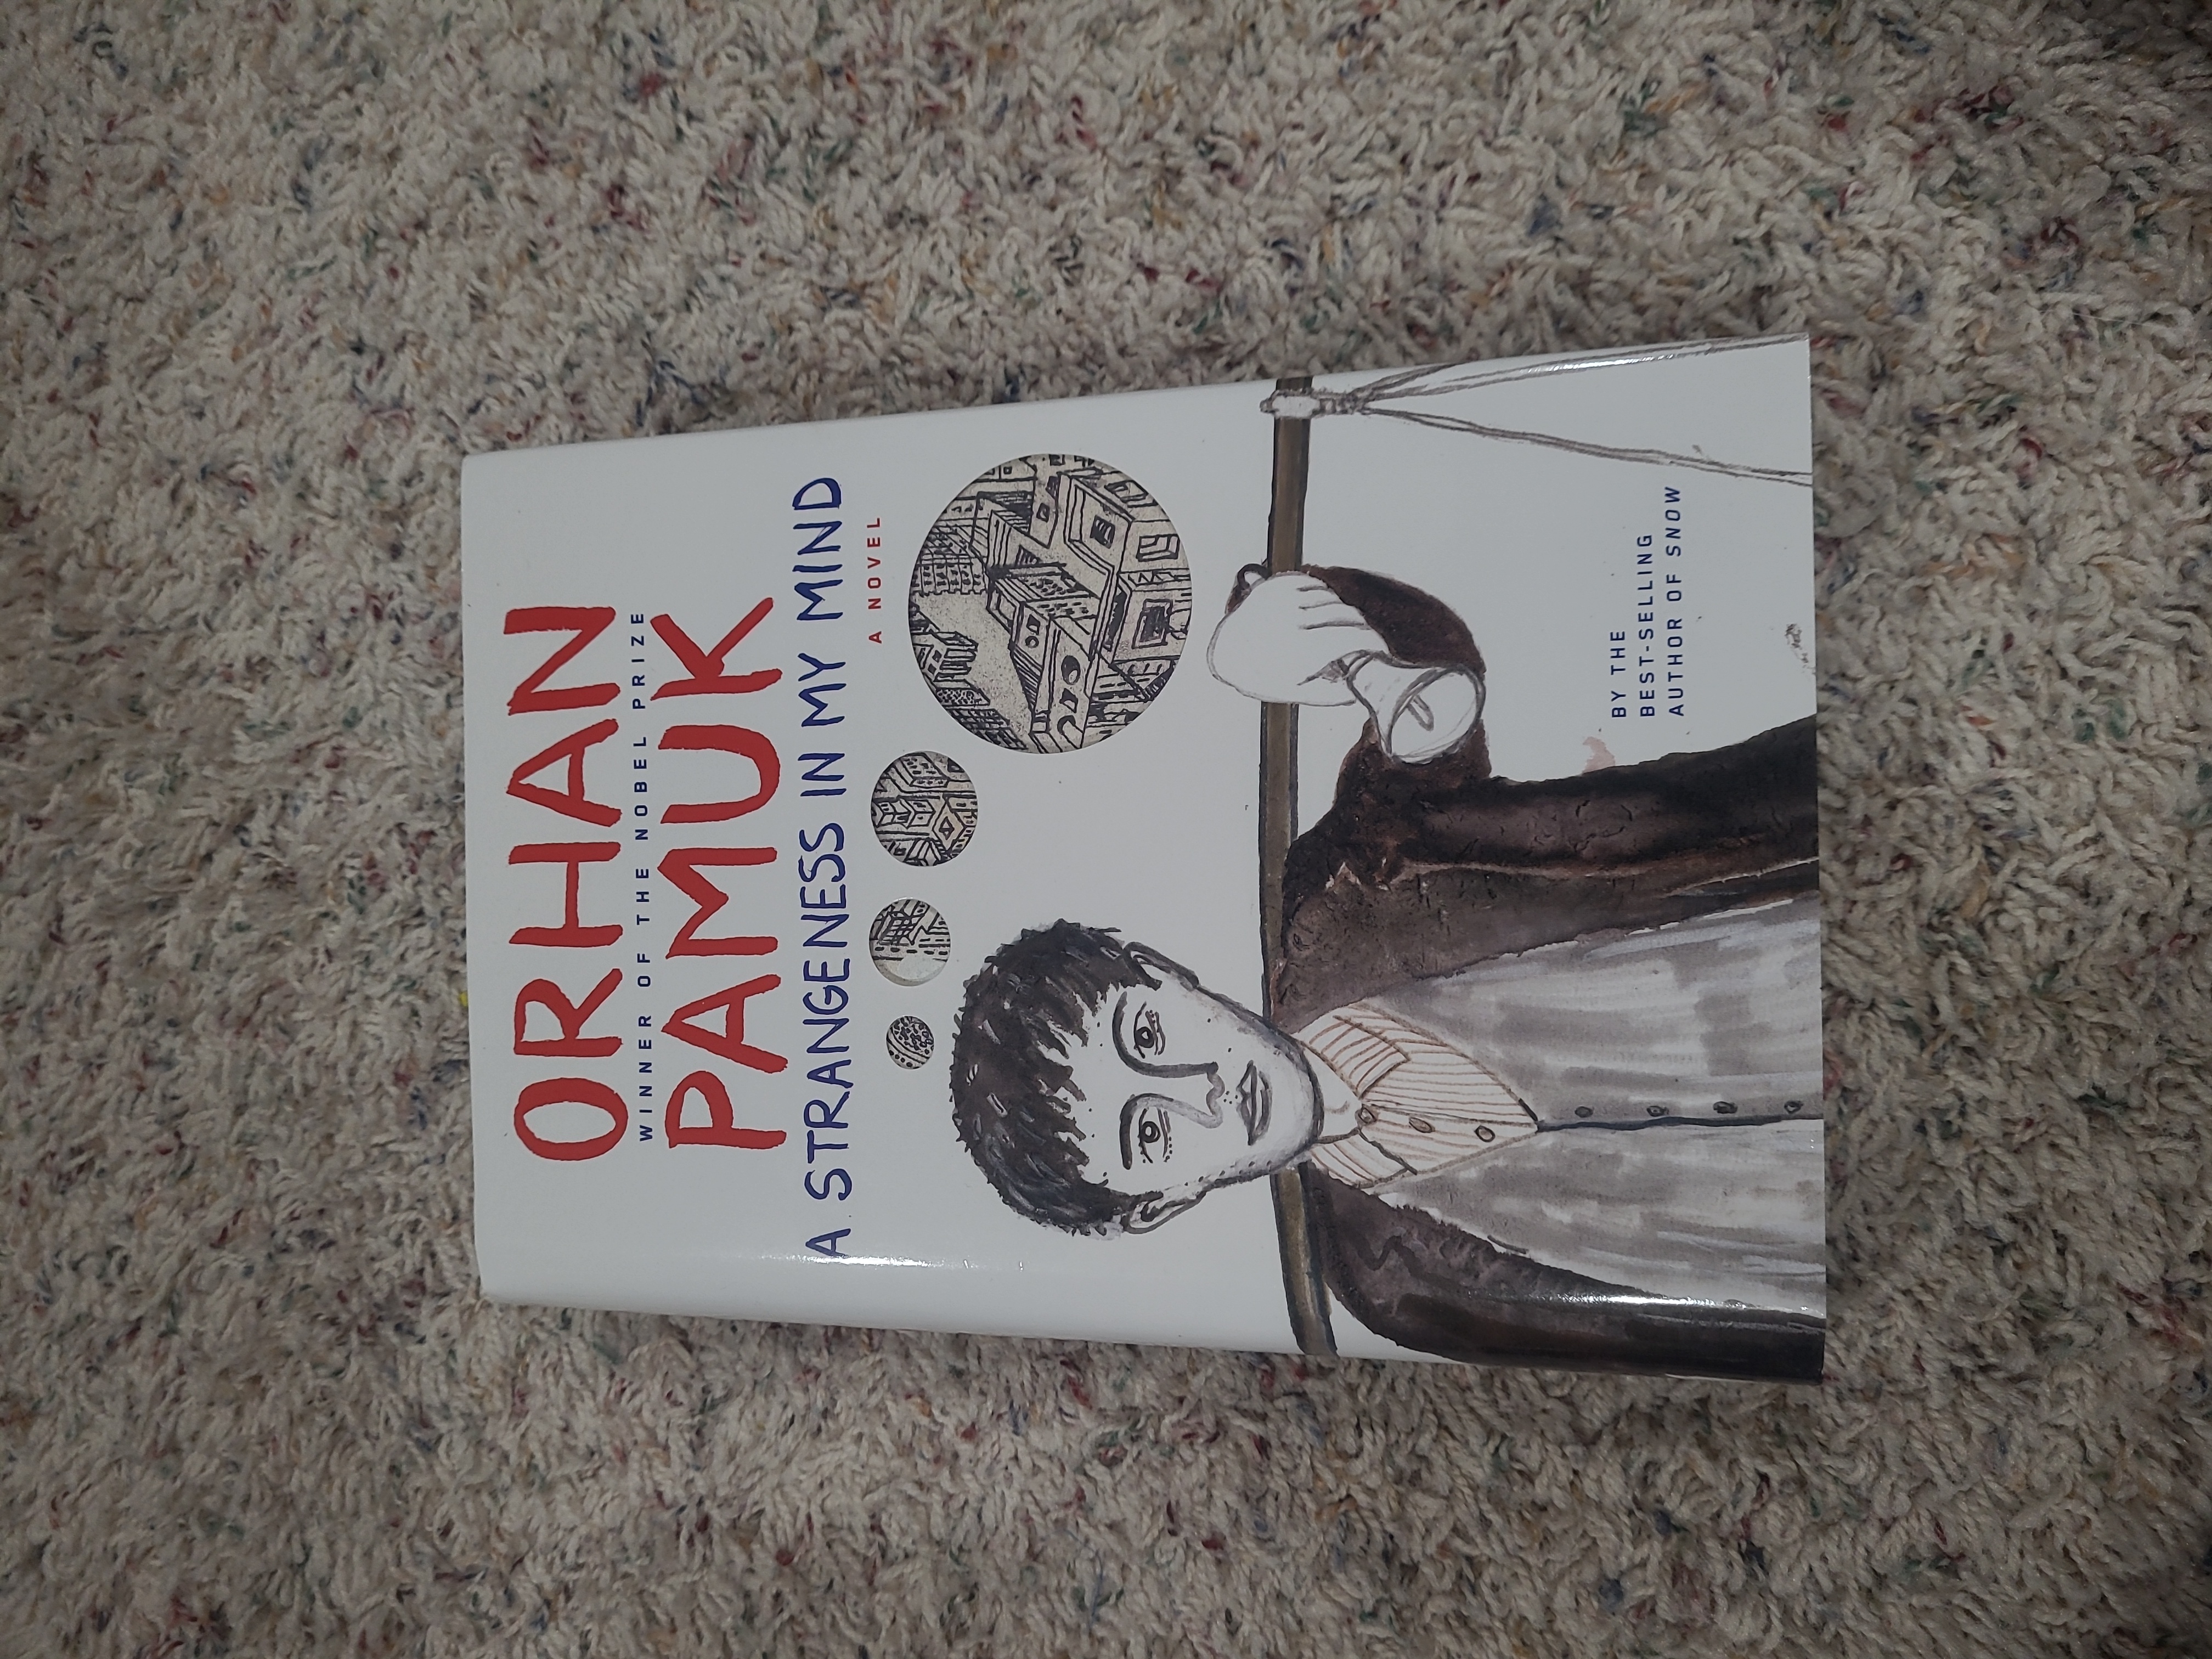 ORHAN
WINNER OF THE NOBEL PRIZE
PAMUK
A STRANGENESS IN MY MIND
A NOVEL
BY THE
BEST-SELLING
AUTHOR OF SNOW